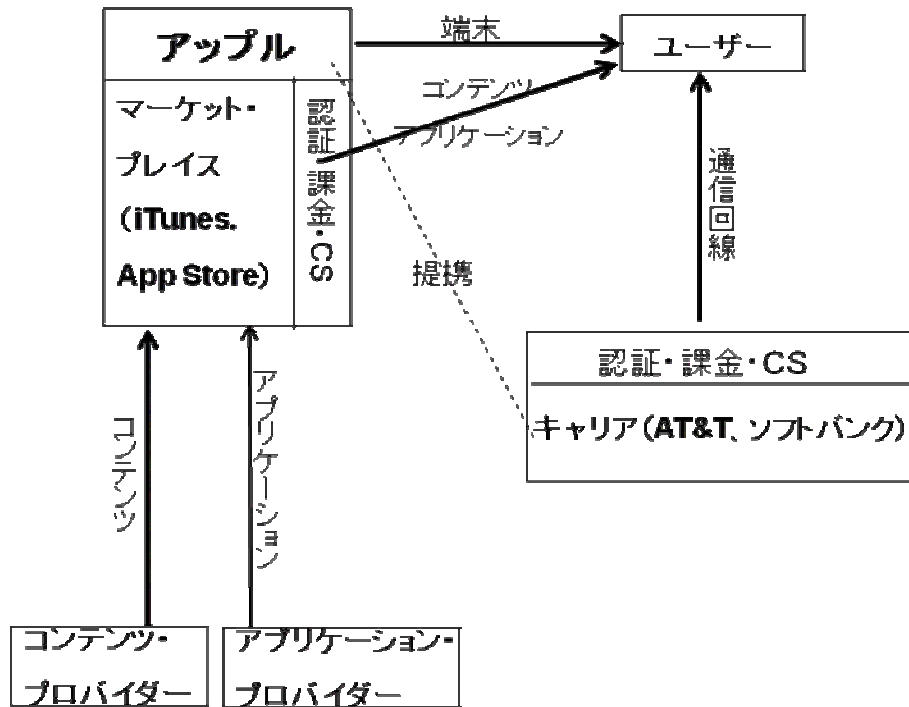 アップル
端末
ユーザー
マーケット・
プレイス
(iTunes.
App Store)
認証 課金・CS
コンテンツ
アプリケーション
通信回線
提携
認証・課金・CS
キャリア(AT&T、ソフトバンク)
コンテンツ
アプリケーション
コンテンツ・
プロバイダー
アプリケーション・
プロバイダー